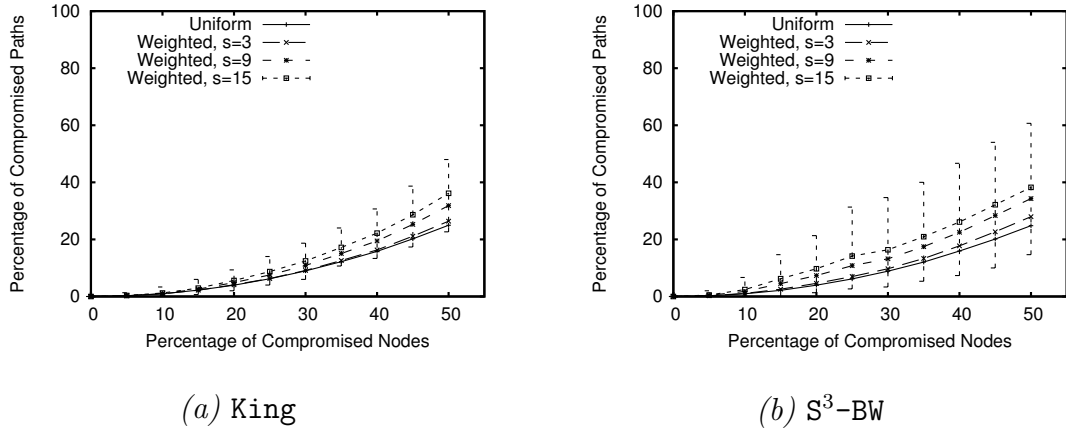 Percentage of Compromised Paths
100
80
60
40
20
0
Uniform
Weighted, s=3
Weighted, s=9
Weighted, s=15
0 10 20 30 40 50
Percentage of Compromised Nodes
(a) King
Percentage of Compromised Paths
100
80
60
40
20
0
Uniform
Weighted, s=3
Weighted, s=9
Weighted, s=15
0 10 20 30 40 50
Percentage of Compromised Nodes
(b) S³-BW